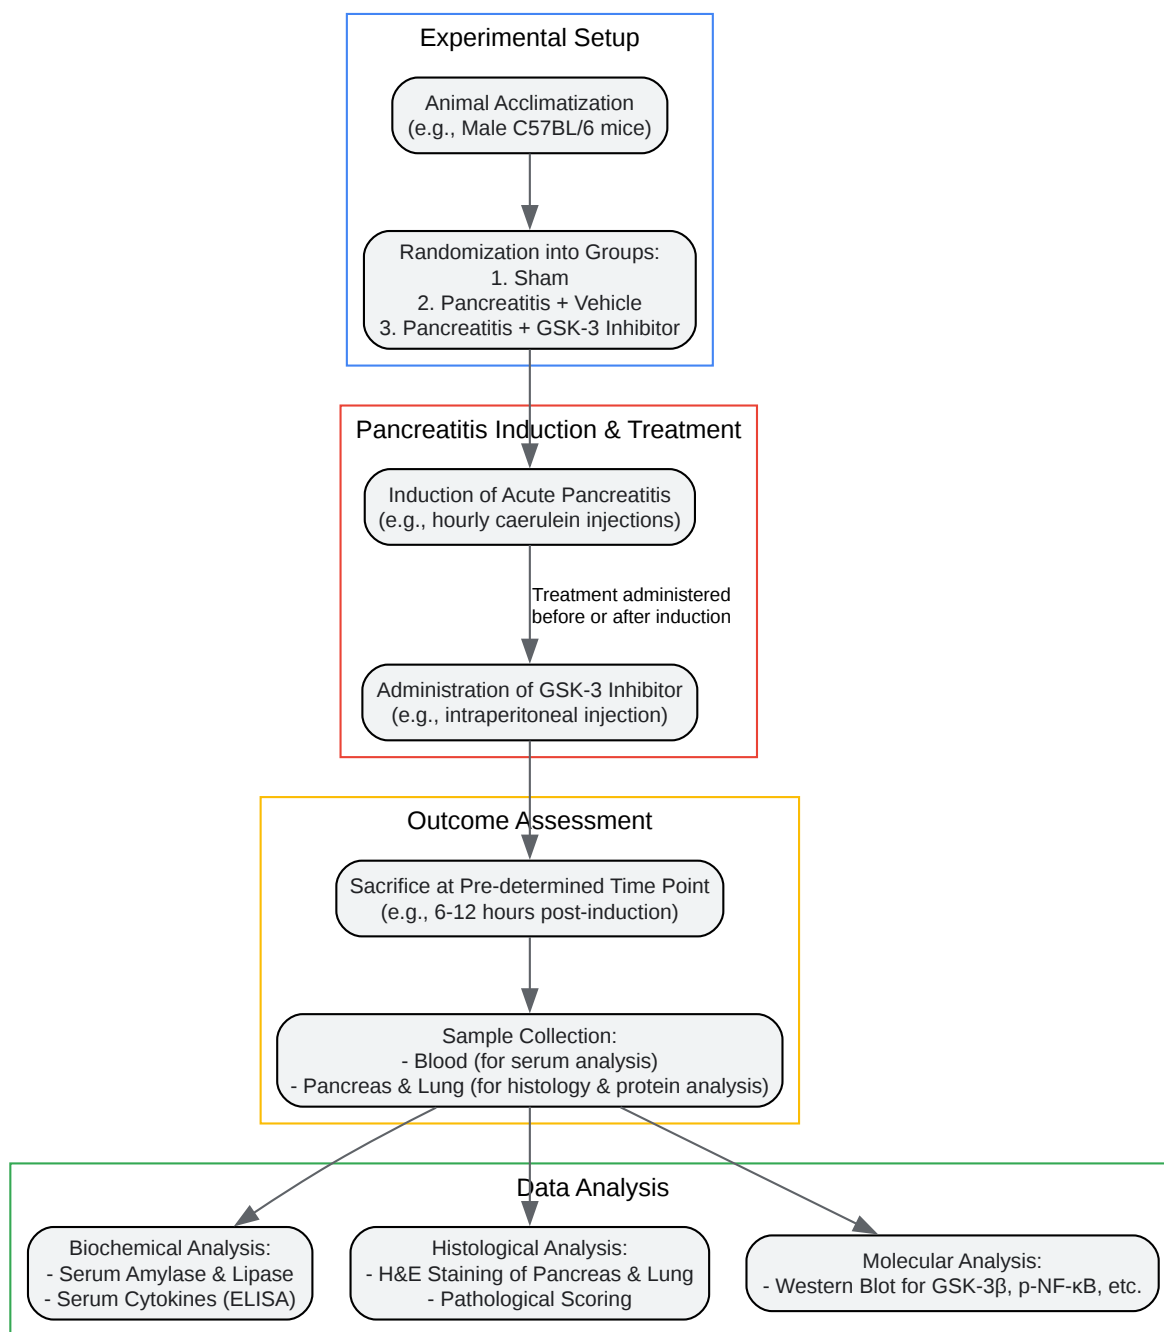 Experimental Setup
Animal Acclimatization
(e.g., Male C57BL/6 mice)
Randomization into Groups:
1. Sham
2. Pancreatitis + Vehicle
3. Pancreatitis + GSK-3 Inhibitor
Pancreatitis Induction & Treatment
Induction of Acute Pancreatitis
(e.g., hourly caerulein injections)
Treatment administered
before or after induction
Administration of GSK-3 Inhibitor
(e.g., intraperitoneal injection)
Outcome Assessment
Sacrifice at Pre-determined Time Point
(e.g., 6-12 hours post-induction)
Sample Collection:
- Blood (for serum analysis)
- Pancreas & Lung (for histology & protein analysis)
Data Analysis
Biochemical Analysis:
- Serum Amylase & Lipase
- Serum Cytokines (ELISA)
Histological Analysis:
- H&E Staining of Pancreas & Lung
- Pathological Scoring
Molecular Analysis:
- Western Blot for GSK-3β, p-NF-κB, etc.